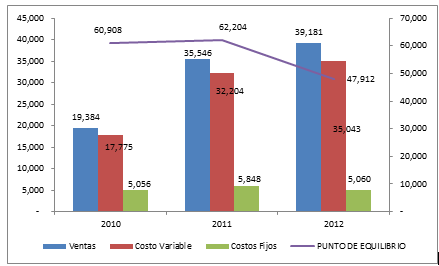 45,000 70,000
60,908 62,204
40,000 39,181 60,000
35,546
35,000
50,000
30,000 32,204 47,912
25,000 40,000
19,384 35,043
20,000 30,000
15,000 17,775
20,000
10,000
5,056 5,848 5,060 10,000
5,000
- -
2010 2011 2012
Ventas Costo Variable Costos Fijos PUNTO DE EQUILIBRIO